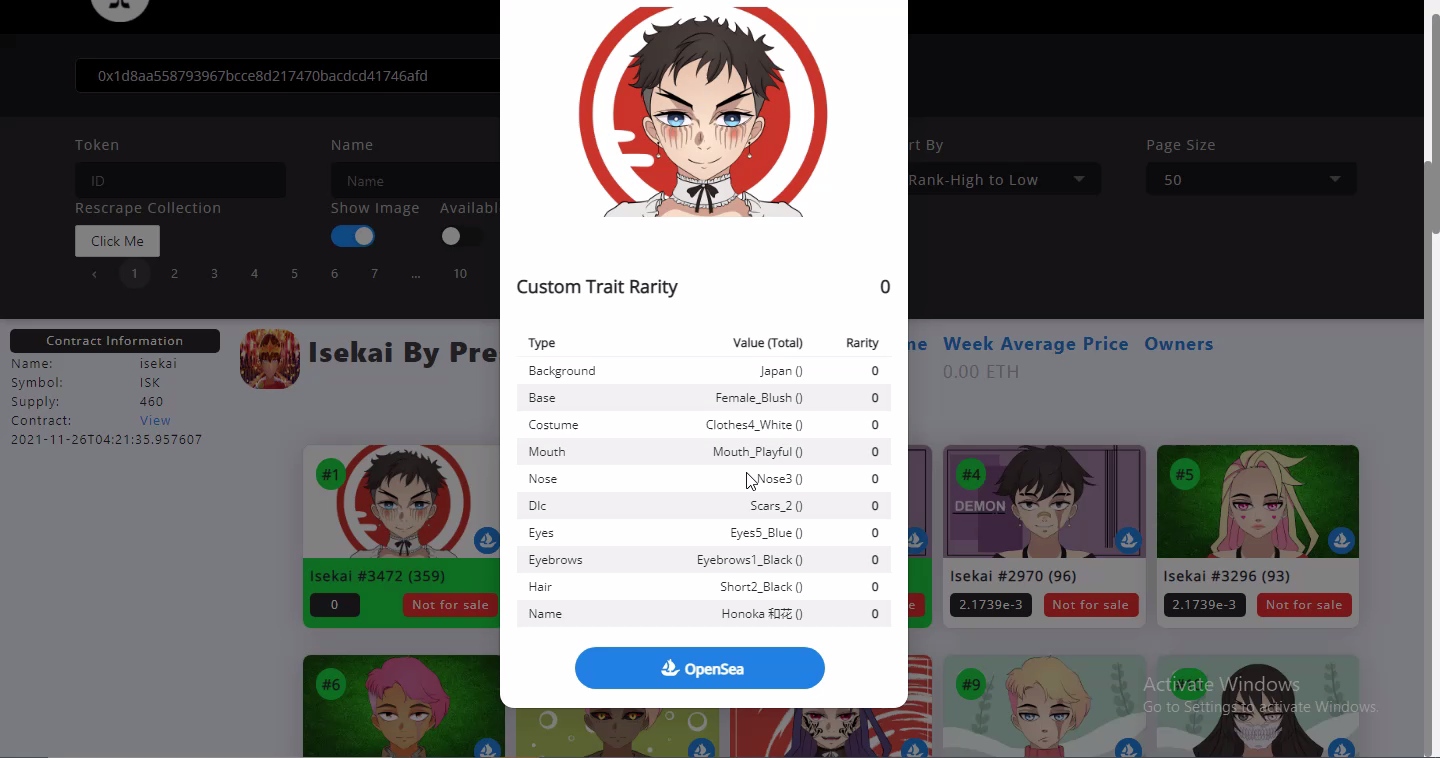 0x1d8aa558793967bcce8d217470bacdcd41746afd
Token
Name
rt By
Page Size
ID
Name
Rank-High to Low
50
Rescrape Collection
Show Image
Availabl
Click Me
‹ 1 2 3 4 5 6 7 ... 10
Custom Trait Rarity 0
Type Value (Total) Rarity
Background Japan () 0
Base Female_Blush () 0
Costume Clothes4_White () 0
Mouth Mouth_Playful () 0
Nose Nose3 () 0
Dlc Scars_2 () 0
Eyes Eyes5_Blue () 0
Eyebrows Eyebrows1_Black () 0
Hair Short2_Black () 0
Name Honoka 和花 () 0
OpenSea
Contract Information
Name: isekai
Symbol: ISK
Supply: 460
Contract: View
2021-11-26T04:21:35.957607
Isekai By Pre
me Week Average Price Owners
0.00 ETH
#1
Isekai #3472 (359)
0 Not for sale
e
#4
DEMON
Isekai #2970 (96)
2.1739e-3 Not for sale
#5
Isekai #3296 (93)
2.1739e-3 Not for sale
#6
#9
Activate Windows
Go to Settings to activate Windows.